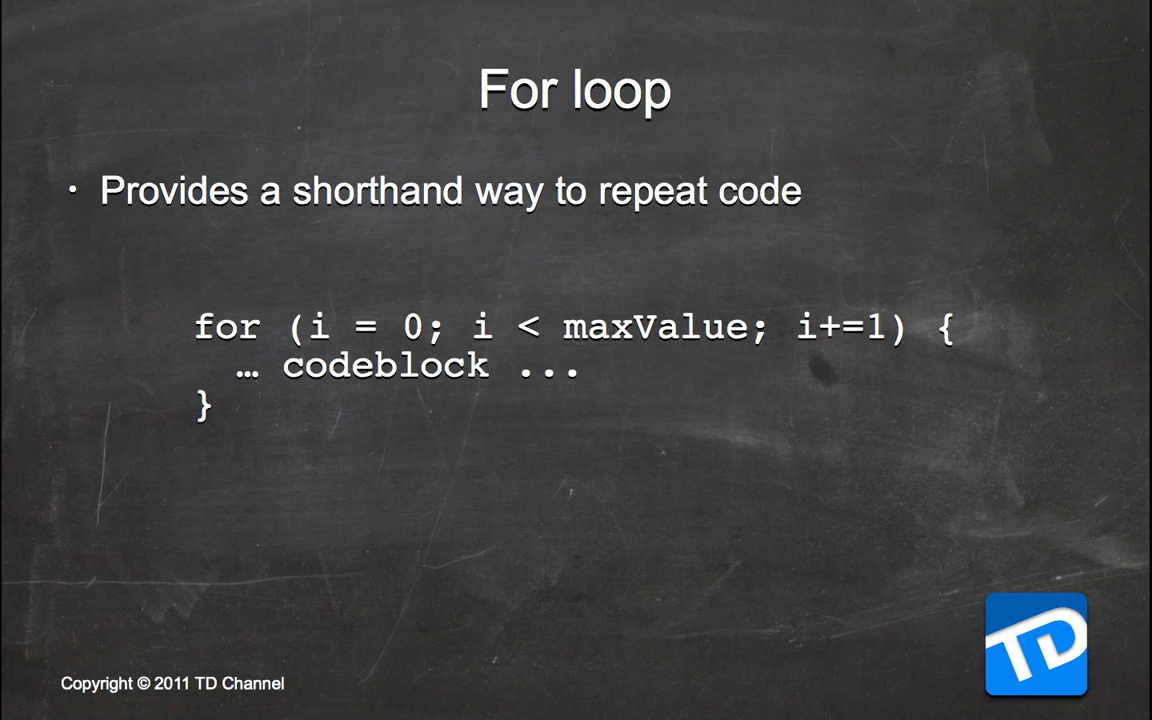 For loop
• Provides a shorthand way to repeat code
for (i = 0; i < maxValue; i+=1) {
… codeblock ...
}
TD
Copyright © 2011 TD Channel